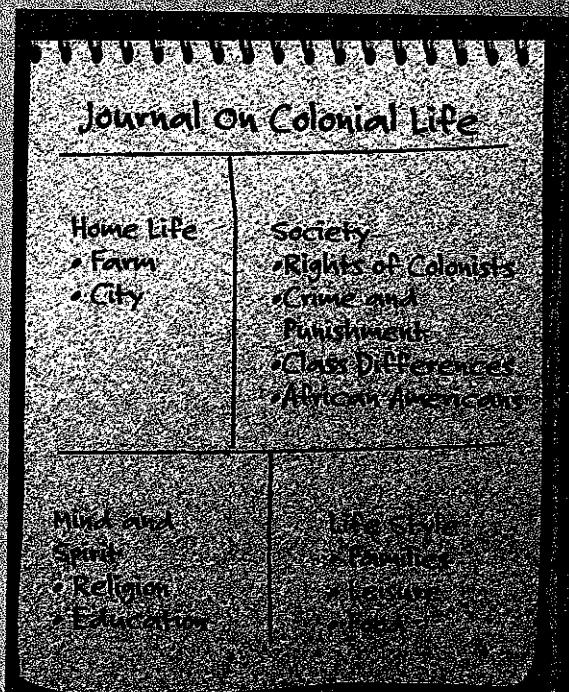 Journal On Colonial Life
Home Life
• Farm
• City
Society
•Rights of Colonists
•Crime and
Punishment
•Class Differences
•African Americans
Mind and
Spirit
• Religion
• Education
Life Style
• Families
• Leisure